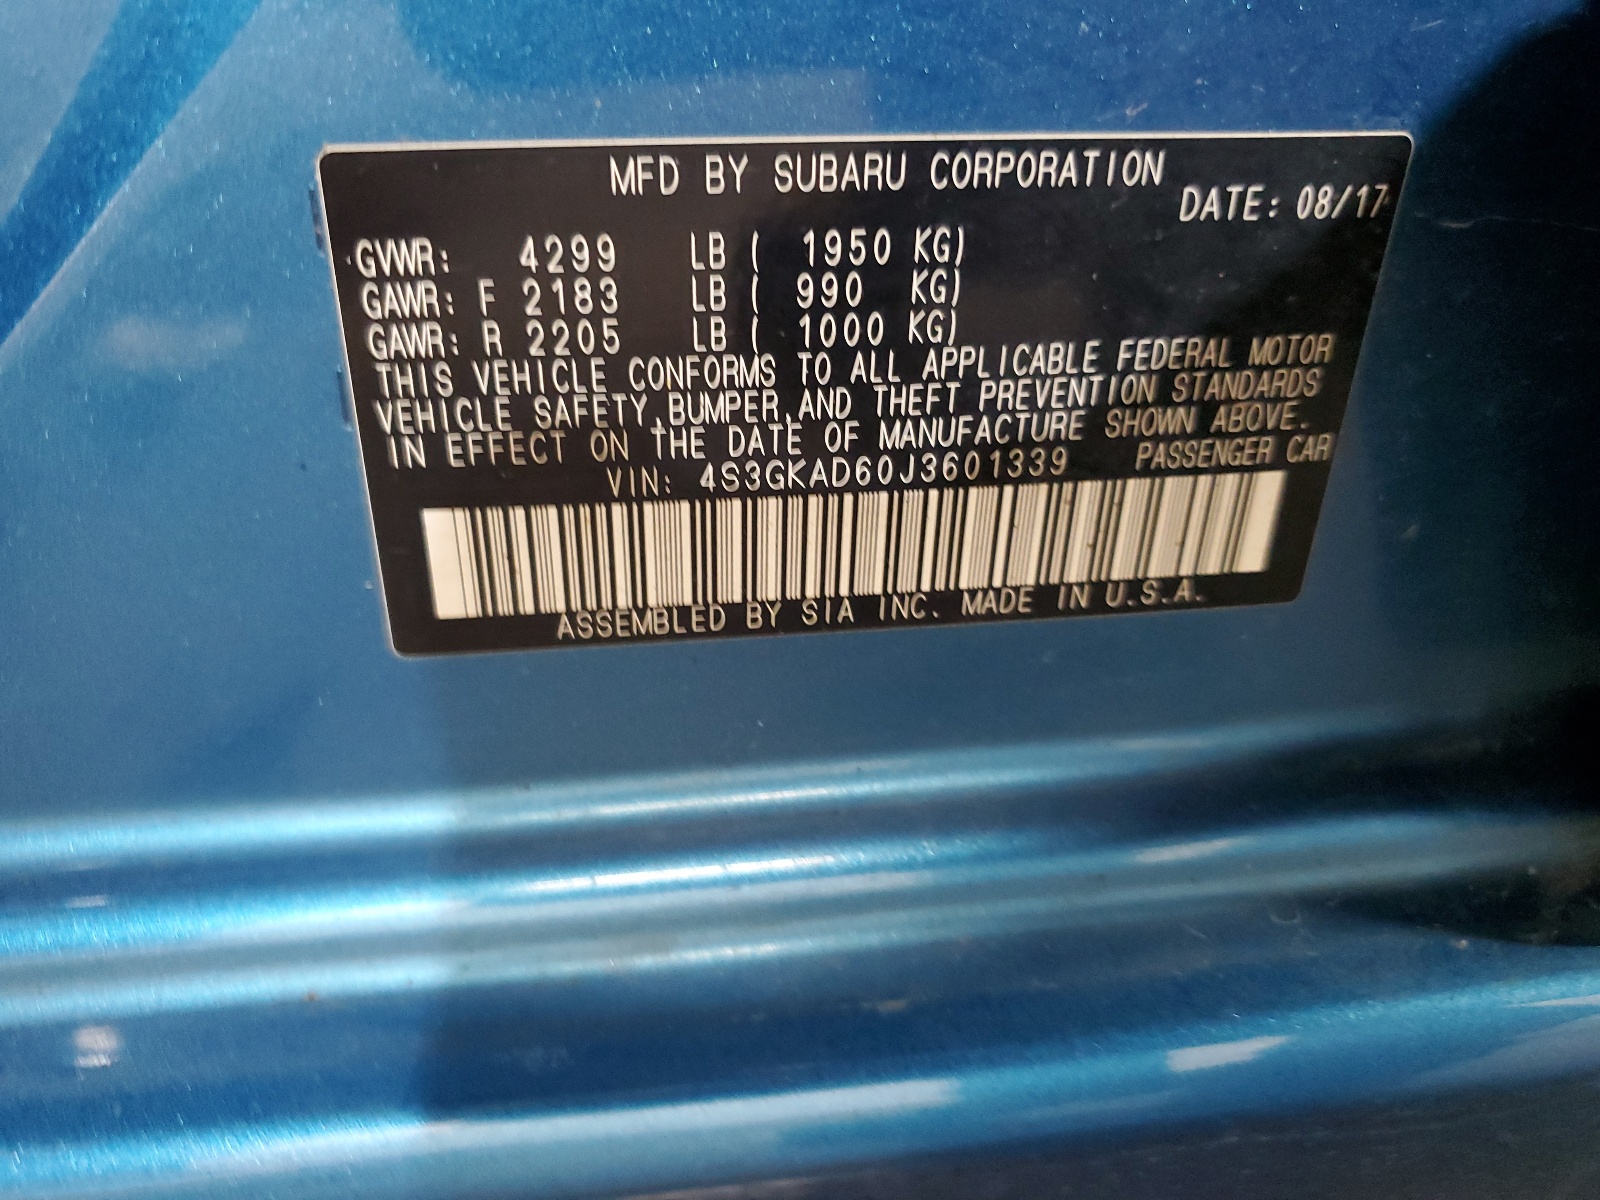 MFD BY SUBARU CORPORATION
DATE: 08/17
GVWR: 4299 LB ( 1950 KG)
GAWR: F 2183 LB ( 990 KG)
GAWR: R 2205 LB ( 1000 KG)
THIS VEHICLE CONFORMS TO ALL APPLICABLE FEDERAL MOTOR
VEHICLE SAFETY,BUMPER,AND THEFT PREVENTION STANDARDS
IN EFFECT ON THE DATE OF MANUFACTURE SHOWN ABOVE.
VIN: 4S3GKAD60J3601339 PASSENGER CAR
ASSEMBLED BY SIA INC. MADE IN U.S.A.